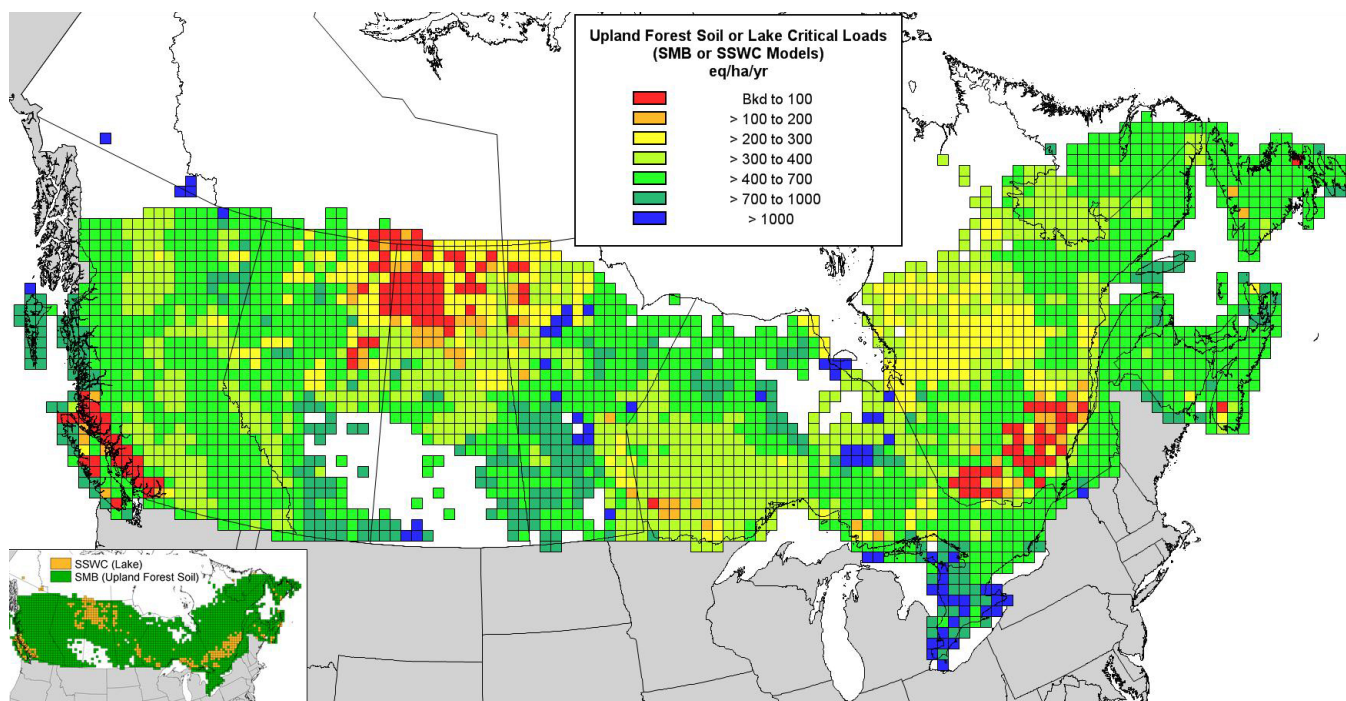 Upland Forest Soil or Lake Critical Loads
(SMB or SSWC Models)
eq/ha/yr
Bkd to 100
> 100 to 200
> 200 to 300
> 300 to 400
> 400 to 700
> 700 to 1000
> 1000
SSWC (Lake)
SMB (Upland Forest Soil)